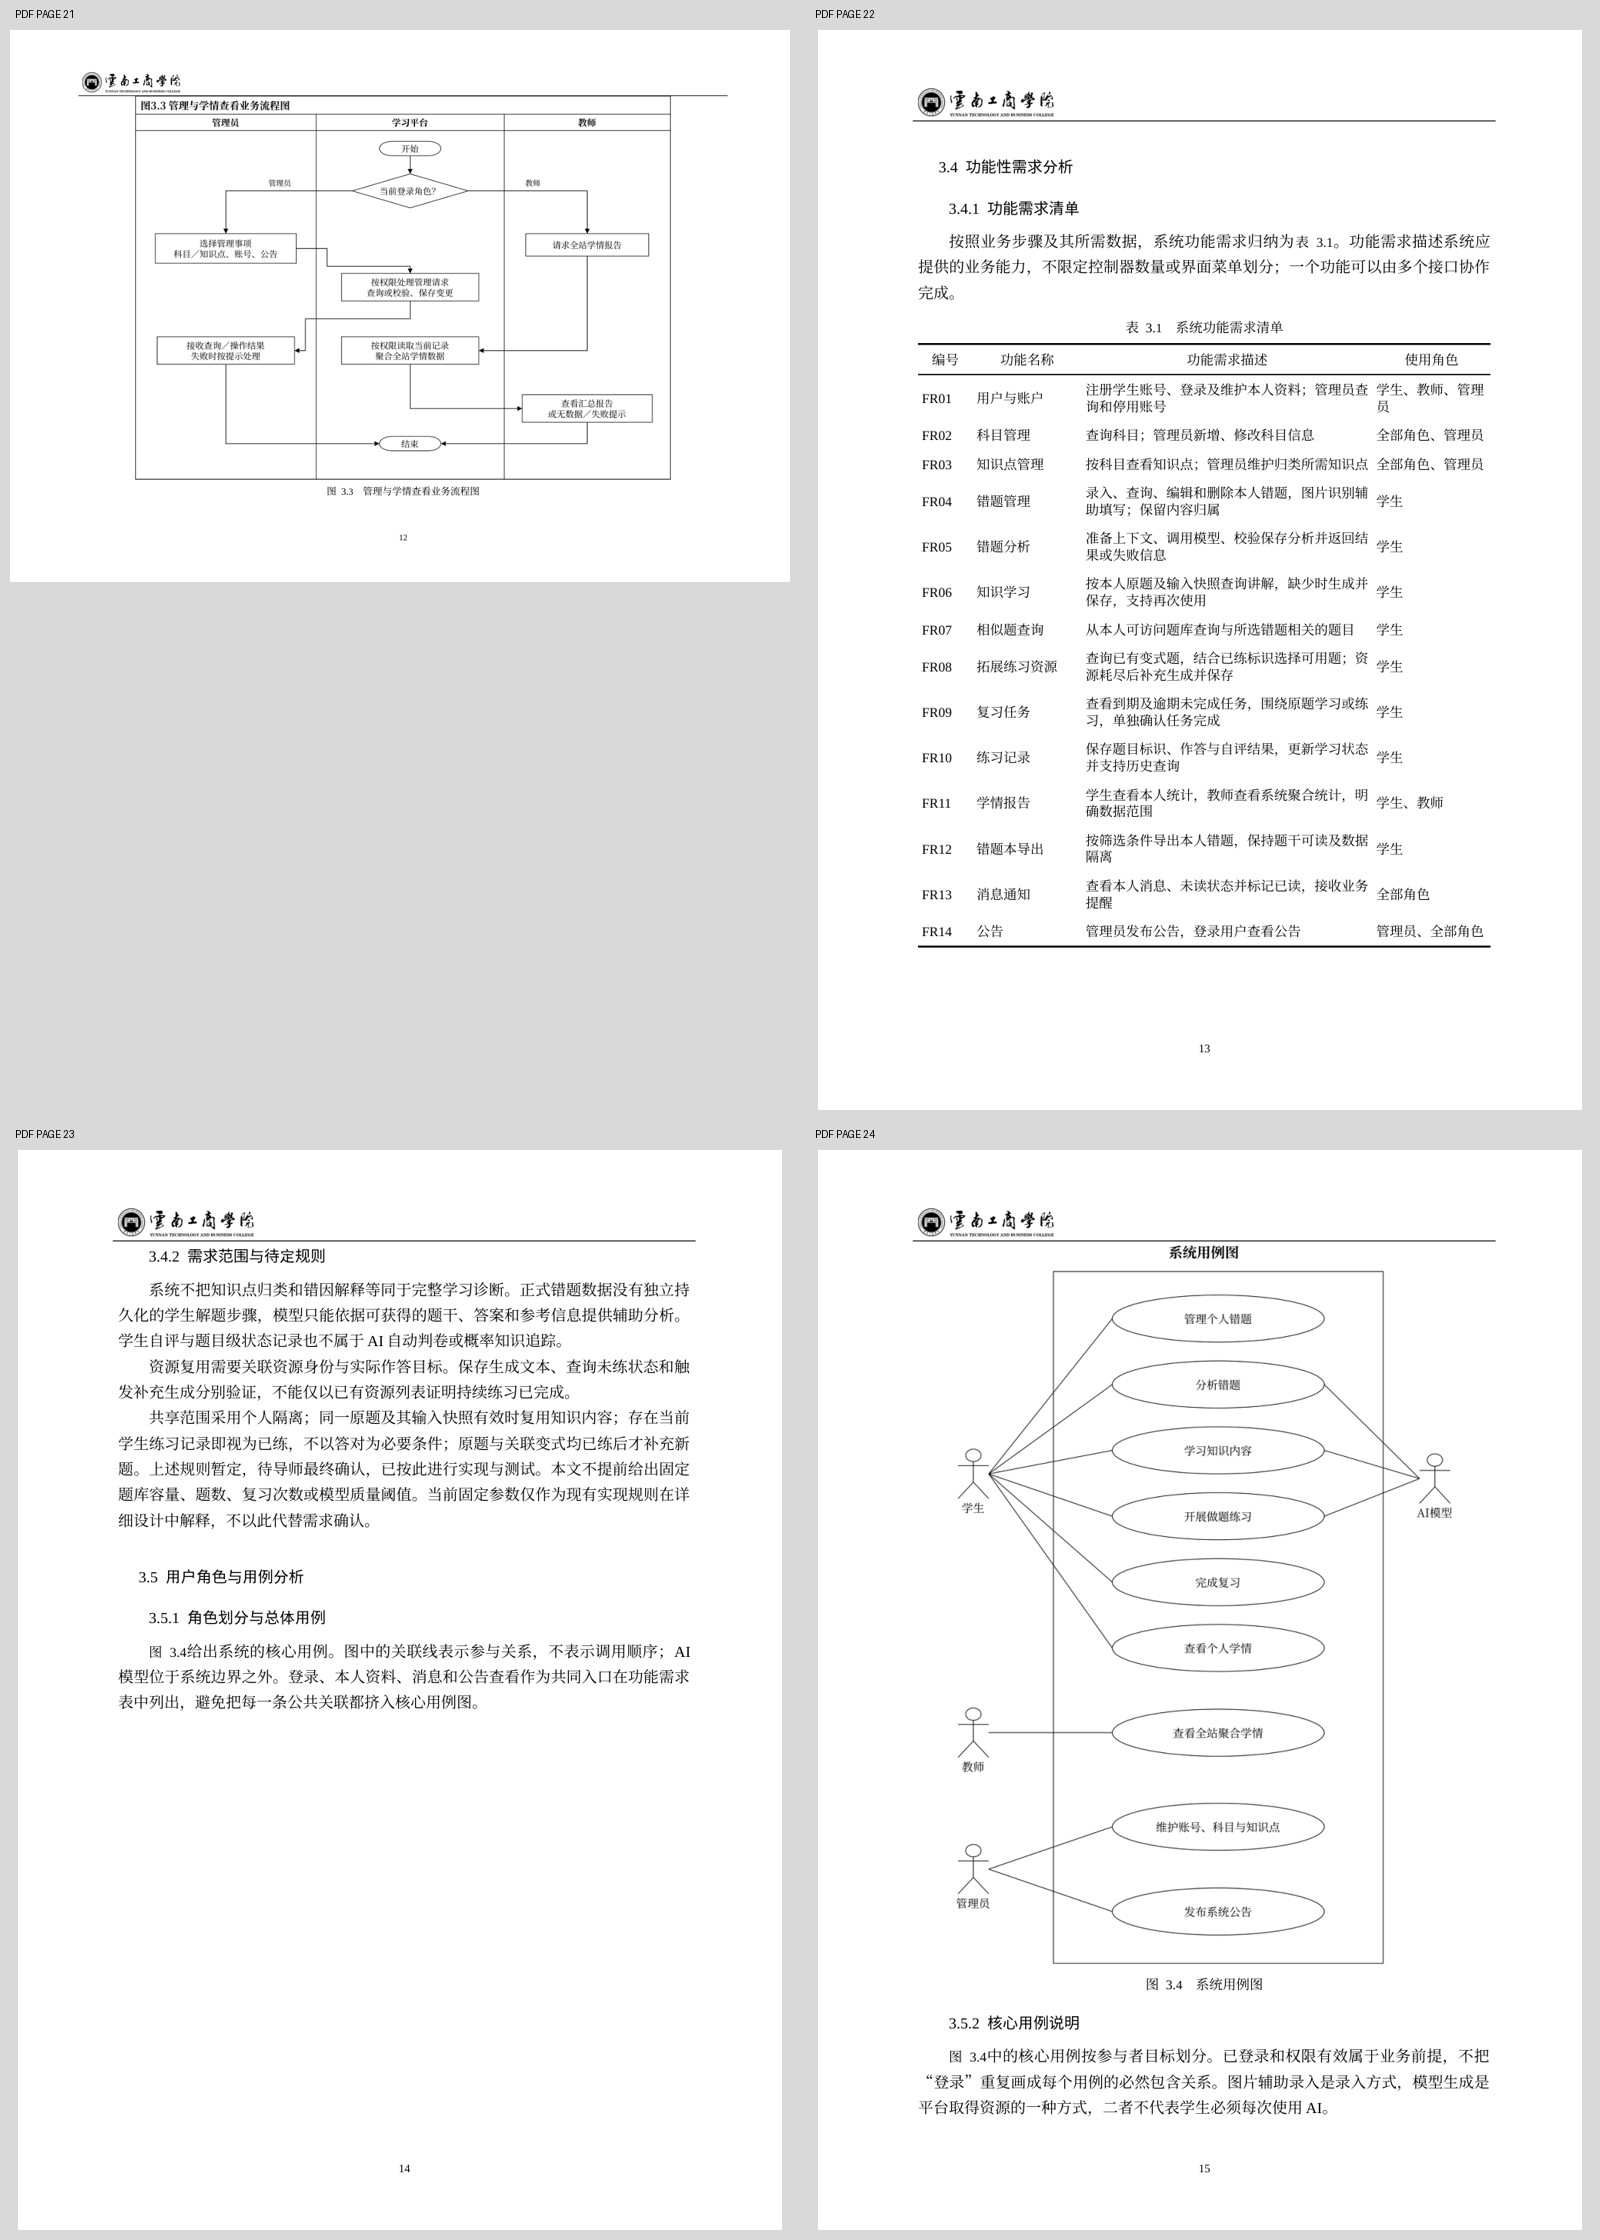 PDF PAGE 21
雲南工商學院
YUNNAN TECHNOLOGY AND BUSINESS COLLEGE
图3.3 管理与学情查看业务流程图
管理员
学习平台
教师
开始
管理员
当前登录角色?
教师
选择管理事项
科目／知识点、账号、公告
请求全站学情报告
按权限处理管理请求
查询或校验、保存变更
接收查询／操作结果
失败时按提示处理
按权限读取当前记录
聚合全站学情数据
查看汇总报告
或无数据／失败提示
结束
图 3.3 管理与学情查看业务流程图
12
PDF PAGE 22
雲南工商學院
YUNNAN TECHNOLOGY AND BUSINESS COLLEGE
3.4 功能性需求分析
3.4.1 功能需求清单
按照业务步骤及其所需数据，系统功能需求归纳为表 3.1。功能需求描述系统应
提供的业务能力，不限定控制器数量或界面菜单划分；一个功能可以由多个接口协作
完成。
表 3.1 系统功能需求清单
编号 功能名称 功能需求描述 使用角色
FR01 用户与账户 注册学生账号、登录及维护本人资料；管理员查 学生、教师、管理
询和停用账号 员
FR02 科目管理 查询科目；管理员新增、修改科目信息 全部角色、管理员
FR03 知识点管理 按科目查看知识点；管理员维护归类所需知识点 全部角色、管理员
FR04 错题管理 录入、查询、编辑和删除本人错题，图片识别辅 学生
助填写；保留内容归属
FR05 错题分析 准备上下文、调用模型、校验保存分析并返回结 学生
果或失败信息
FR06 知识学习 按本人原题及输入快照查询讲解，缺少时生成并 学生
保存，支持再次使用
FR07 相似题查询 从本人可访问题库查询与所选错题相关的题目 学生
FR08 拓展练习资源 查询已有变式题，结合已练标识选择可用题；资 学生
源耗尽后补充生成并保存
FR09 复习任务 查看到期及逾期未完成任务，围绕原题学习或练 学生
习，单独确认任务完成
FR10 练习记录 保存题目标识、作答与自评结果，更新学习状态 学生
并支持历史查询
FR11 学情报告 学生查看本人统计，教师查看系统聚合统计，明 学生、教师
确数据范围
FR12 错题本导出 按筛选条件导出本人错题，保持题干可读及数据 学生
隔离
FR13 消息通知 查看本人消息、未读状态并标记已读，接收业务 全部角色
提醒
FR14 公告 管理员发布公告，登录用户查看公告 管理员、全部角色
13
PDF PAGE 23
雲南工商學院
YUNNAN TECHNOLOGY AND BUSINESS COLLEGE
3.4.2 需求范围与待定规则
系统不把知识点归类和错因解释等同于完整学习诊断。正式错题数据没有独立持
久化的学生解题步骤，模型只能依据可获得的题干、答案和参考信息提供辅助分析。
学生自评与题目级状态记录也不属于 AI 自动判卷或概率知识追踪。
资源复用需要关联资源身份与实际作答目标。保存生成文本、查询未练状态和触
发补充生成分别验证，不能仅以已有资源列表证明持续练习已完成。
共享范围采用个人隔离；同一原题及其输入快照有效时复用知识内容；存在当前
学生练习记录即视为已练，不以答对为必要条件；原题与关联变式均已练后才补充新
题。上述规则暂定，待导师最终确认，已按此进行实现与测试。本文不提前给出固定
题库容量、题数、复习次数或模型质量阈值。当前固定参数仅作为现有实现规则在详
细设计中解释，不以此代替需求确认。
3.5 用户角色与用例分析
3.5.1 角色划分与总体用例
图 3.4给出系统的核心用例。图中的关联线表示参与关系，不表示调用顺序；AI
模型位于系统边界之外。登录、本人资料、消息和公告查看作为共同入口在功能需求
表中列出，避免把每一条公共关联都挤入核心用例图。
14
PDF PAGE 24
雲南工商學院
YUNNAN TECHNOLOGY AND BUSINESS COLLEGE
系统用例图
管理个人错题
分析错题
学习知识内容
学生
AI模型
开展做题练习
完成复习
查看个人学情
查看全站聚合学情
教师
维护账号、科目与知识点
管理员
发布系统公告
图 3.4 系统用例图
3.5.2 核心用例说明
图 3.4中的核心用例按参与者目标划分。已登录和权限有效属于业务前提，不把
“登录”重复画成每个用例的必然包含关系。图片辅助录入是录入方式，模型生成是
平台取得资源的一种方式，二者不代表学生必须每次使用 AI。
15